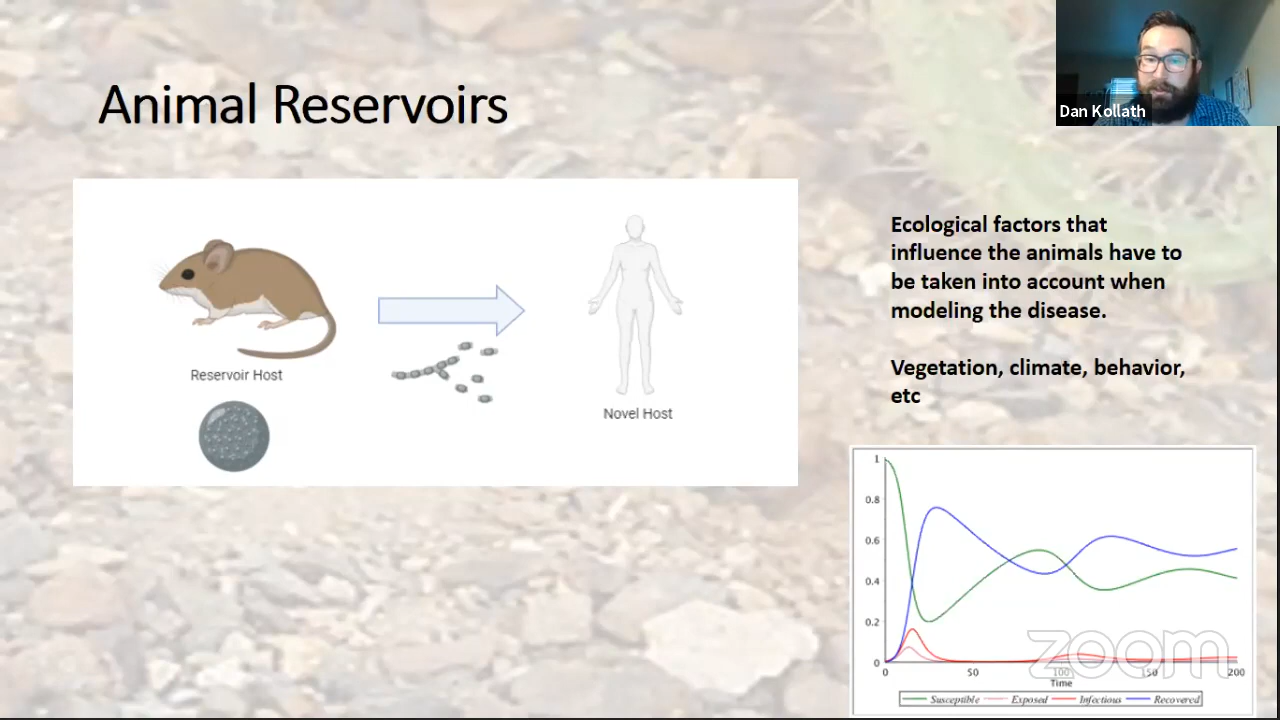 Animal Reservoirs
Dan Kollath
Reservoir Host
Novel Host
Ecological factors that
influence the animals have to
be taken into account when
modeling the disease.
Vegetation, climate, behavior,
etc
1
0.8
0.6
0.4
0.2
0
0 50 100 150 200
Time
Susceptible Exposed Infectious Recovered
zoom